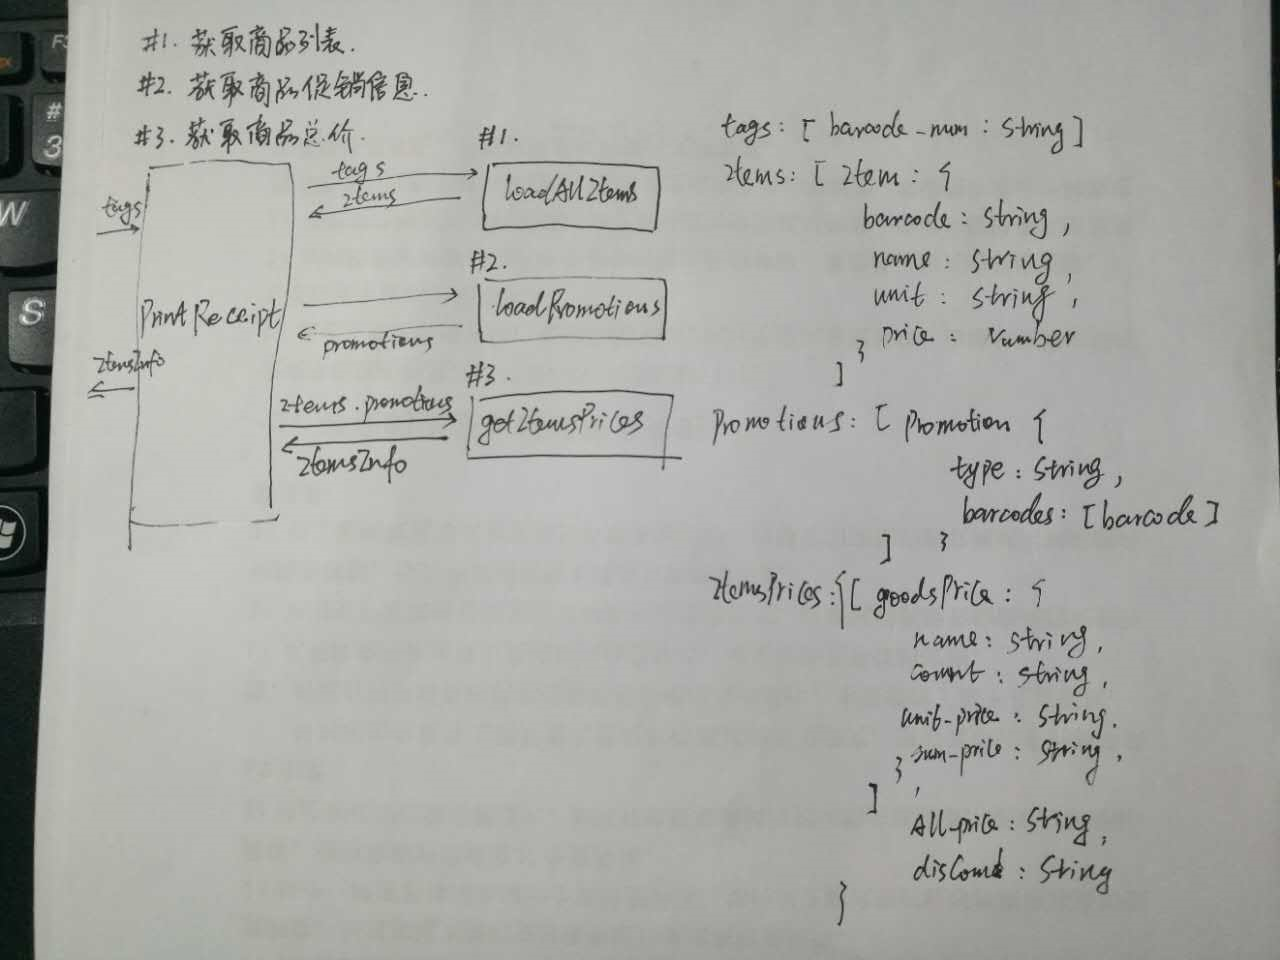 #1. 获取商品列表.
#2. 获取商品促销信息.
#3. 获取商品总价.
tags
PrintReceipt
ItemsInfo
tags
Items
#1.
loadAllItems
#2.
loadPromotions
promotions
#3.
Items.promotions
getItemsPrices
ItemsInfo
tags: [ barcode-num : String ]
Items: [ Item : {
barcode : String ,
name : String ,
unit : String ,
price : Number
}
]
Promotions: [ Promotion {
type : String ,
barcodes : [barcode]
] }
ItemsPrices: { [ goodsPrice : {
name : String ,
Count : String ,
unit-price : String .
} sum-price : String ,
] ,
All-price : String ,
disCount : String
}
F3
#
3
W
S